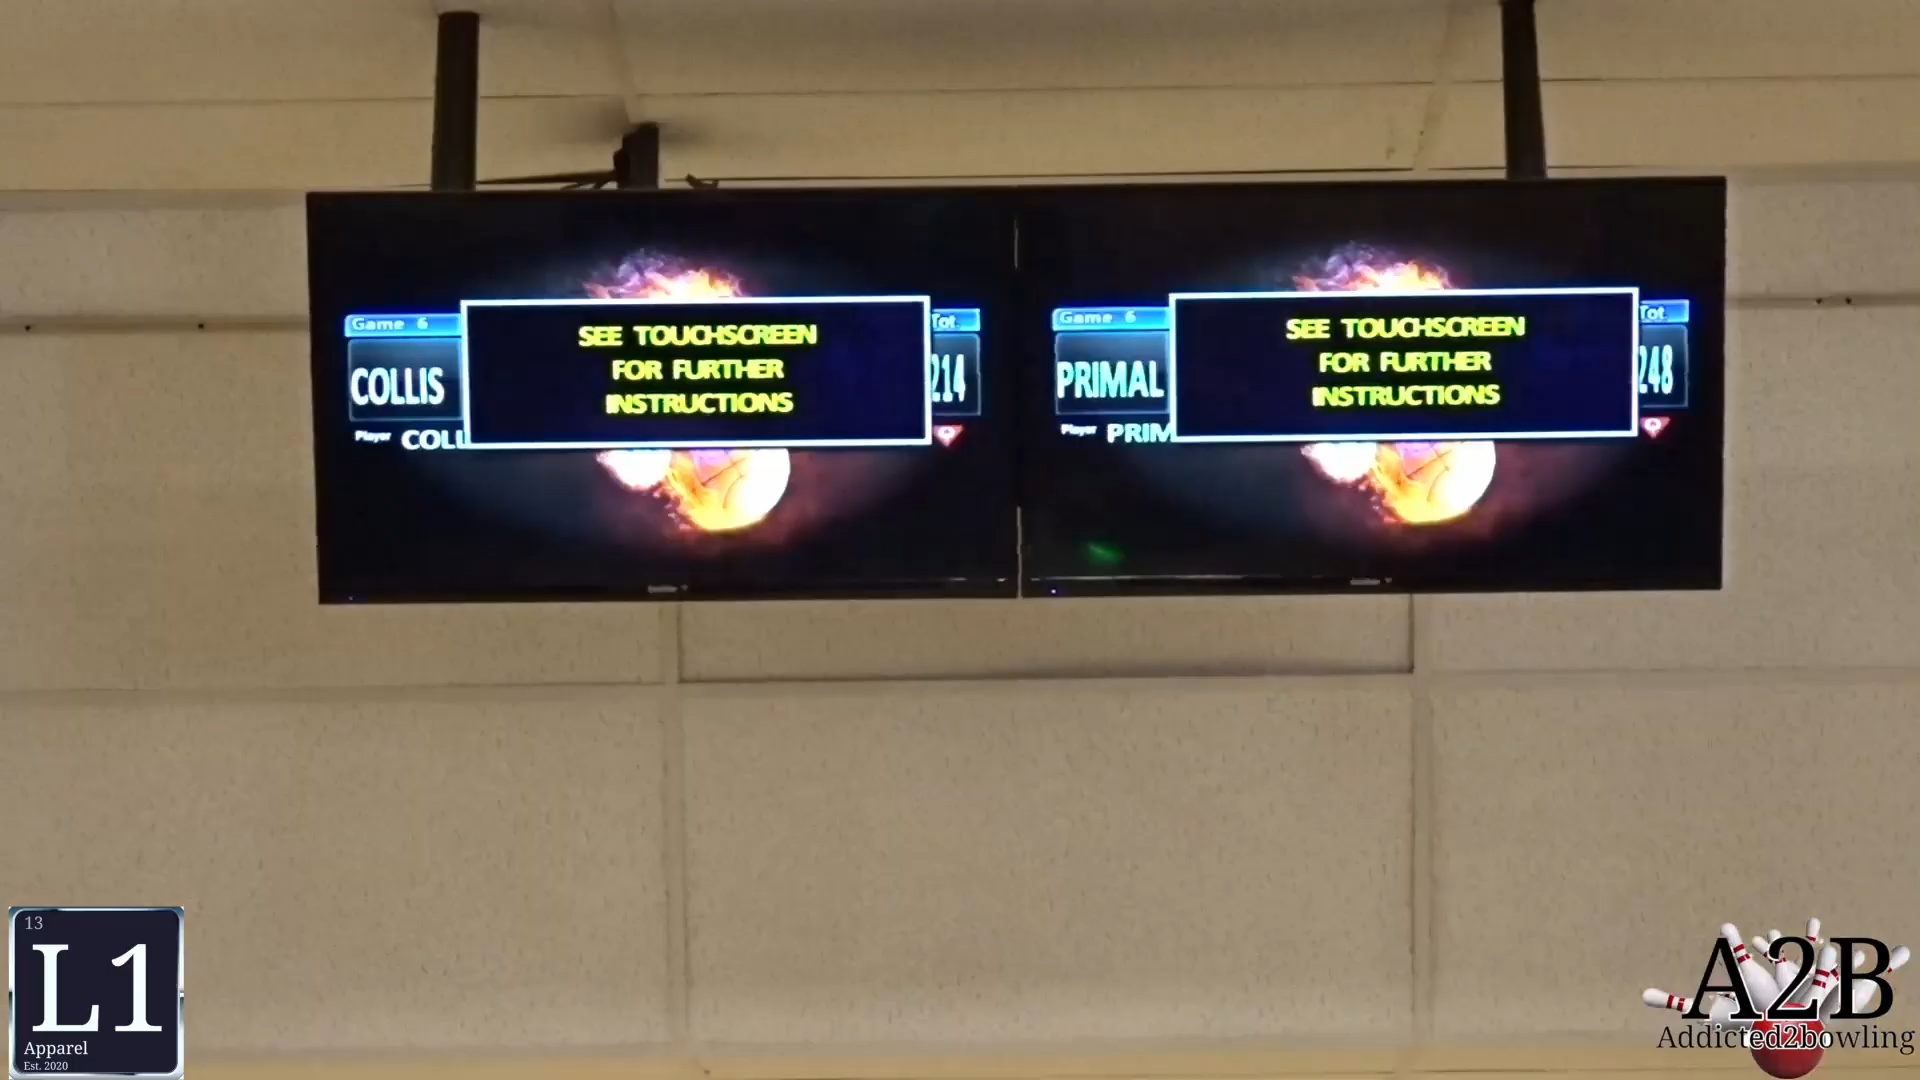 Game 6
SEE TOUCHSCREEN
FOR FURTHER
INSTRUCTIONS
Tot.
COLLIS
214
Player COLL
Game 6
SEE TOUCHSCREEN
FOR FURTHER
INSTRUCTIONS
Tot.
PRIMAL
248
Player PRIM
13
L1
Apparel
Est. 2020
A2B
Addicted2bowling